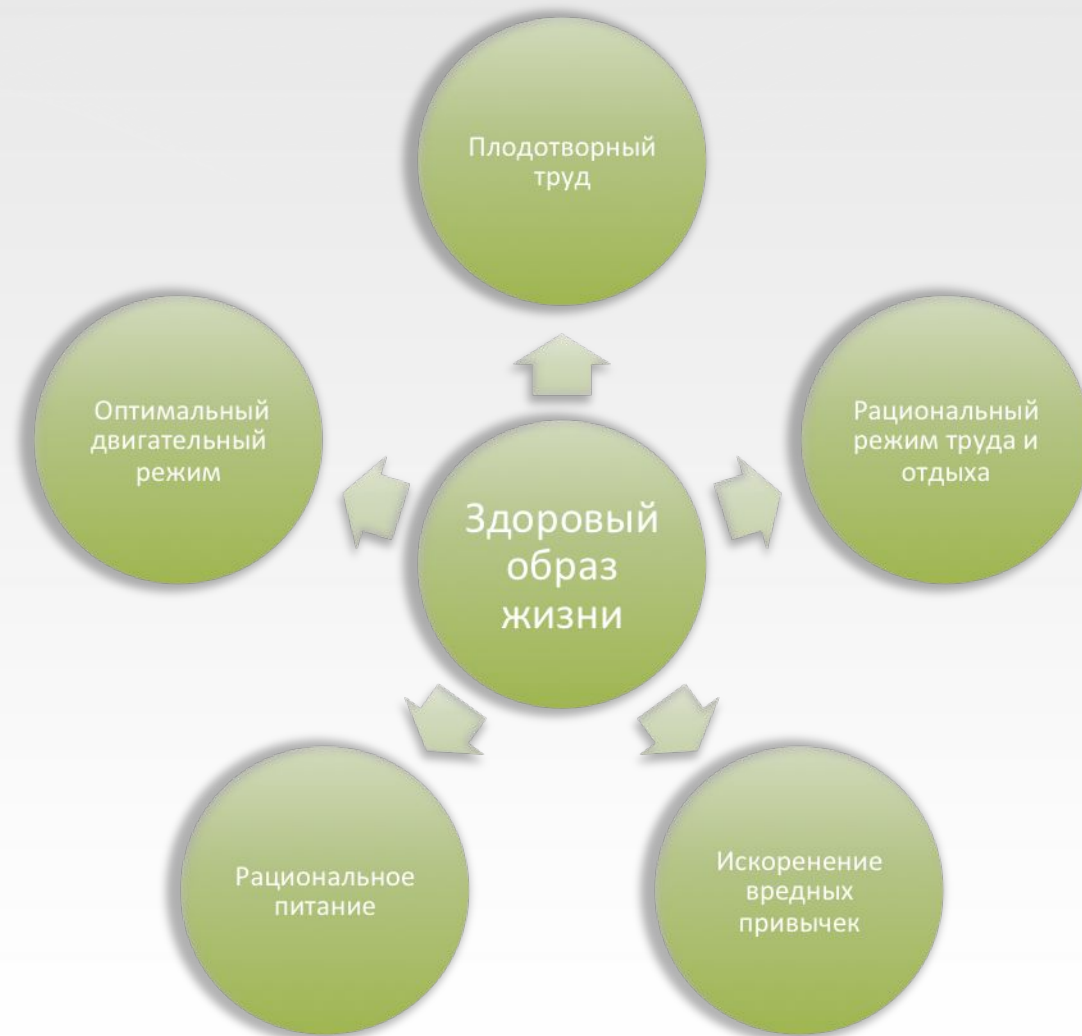 Плодотворный
труд
Оптимальный
двигательный
режим
Рациональный
режим труда и
отдыха
Здоровый
образ
жизни
Рациональное
питание
Искоренение
вредных
привычек